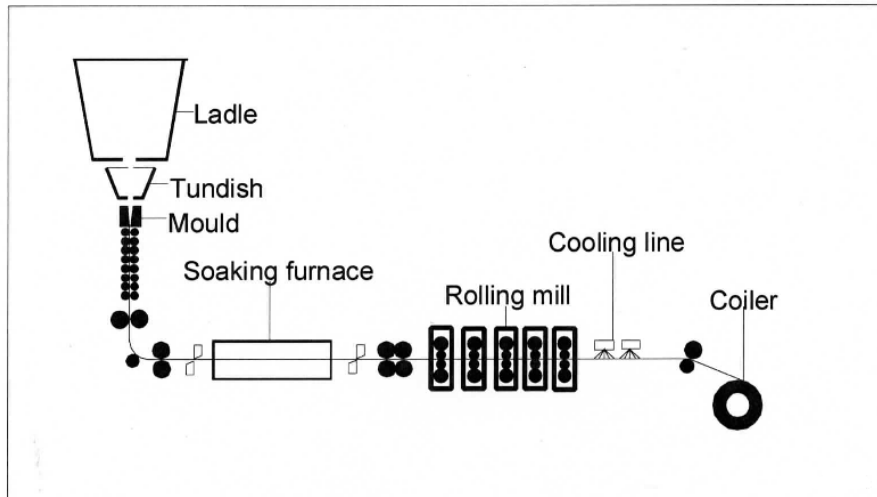 Ladle
Tundish
Mould
Soaking furnace
Rolling mill
Cooling line
Coiler